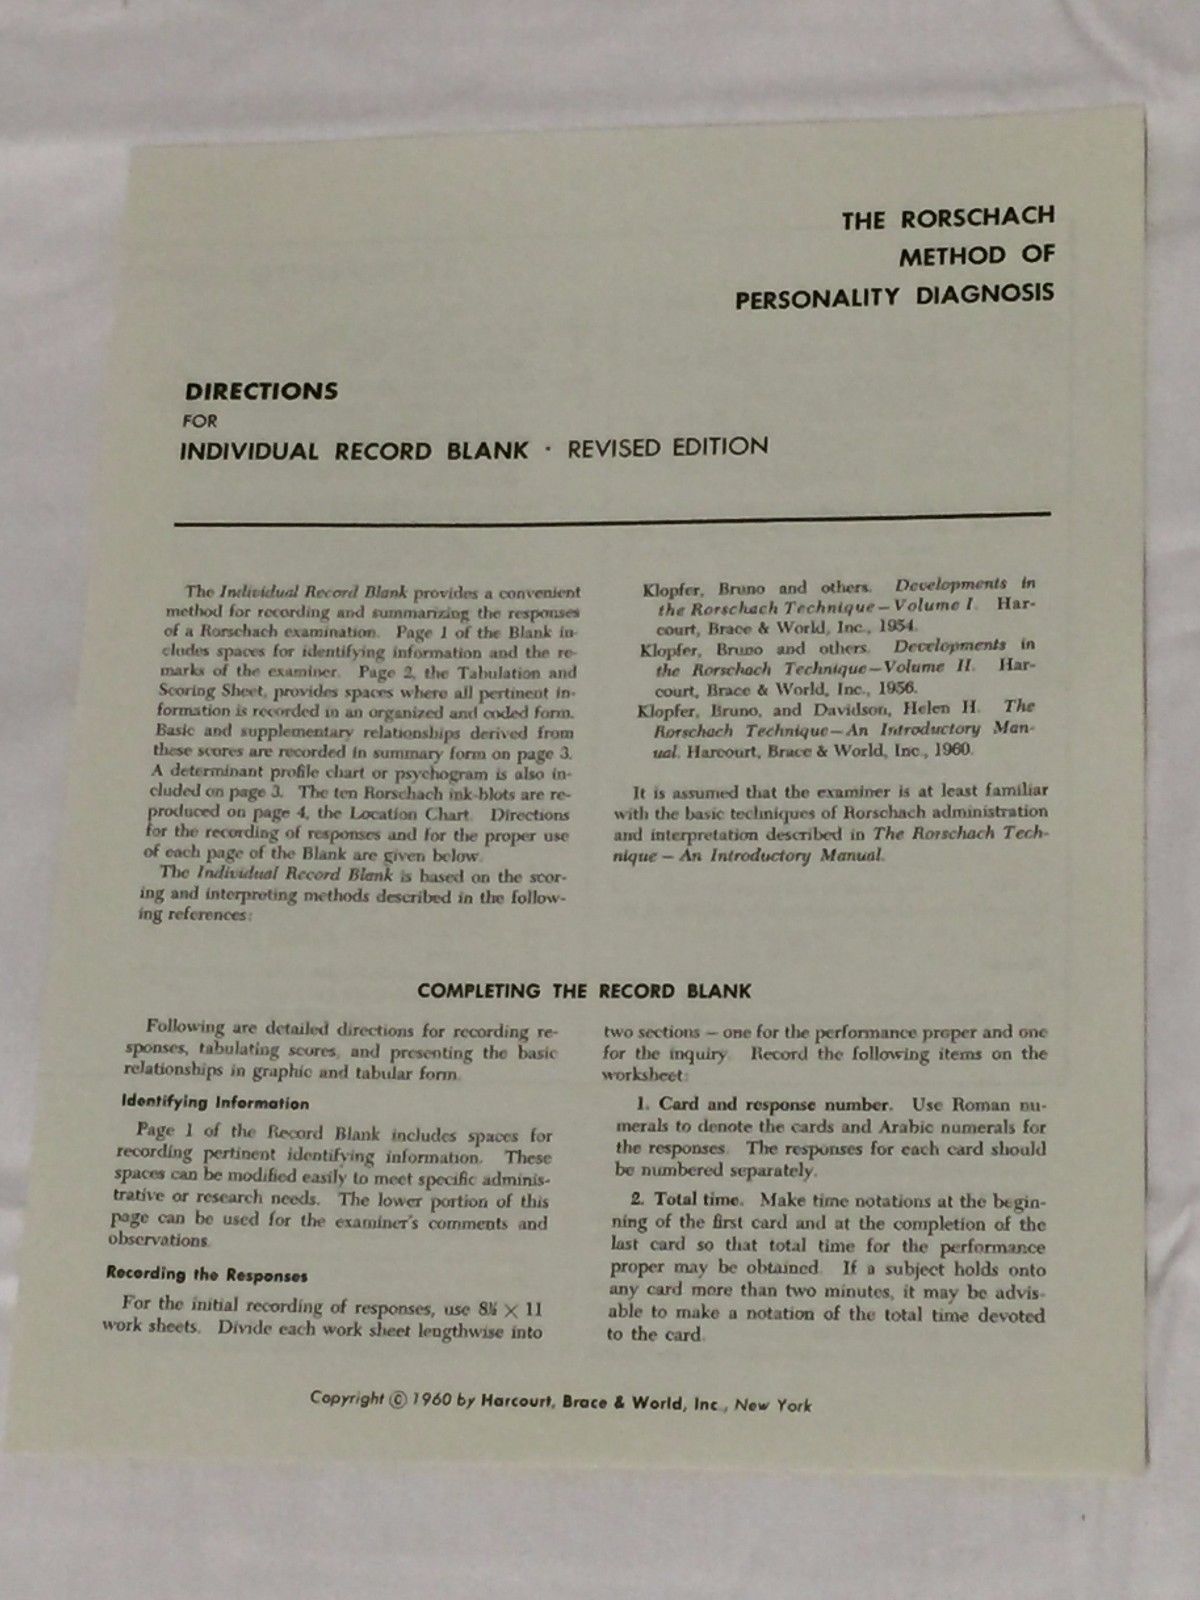 THE RORSCHACH
METHOD OF
PERSONALITY DIAGNOSIS
DIRECTIONS
FOR
INDIVIDUAL RECORD BLANK · REVISED EDITION
The Individual Record Blank provides a convenient
method for recording and summarizing the responses
of a Rorschach examination. Page 1 of the Blank in-
cludes spaces for identifying information and the re-
marks of the examiner. Page 2, the Tabulation and
Scoring Sheet, provides spaces where all pertinent in-
formation is recorded in an organized and coded form.
Basic and supplementary relationships derived from
these scores are recorded in summary form on page 3.
A determinant profile chart or psychogram is also in-
cluded on page 3. The ten Rorschach ink-blots are re-
produced on page 4, the Location Chart. Directions
for the recording of responses and for the proper use
of each page of the Blank are given below.
The Individual Record Blank is based on the scor-
ing and interpreting methods described in the follow-
ing references:
Klopfer, Bruno and others. Developments in
the Rorschach Technique—Volume I. Har-
court, Brace & World, Inc., 1954.
Klopfer, Bruno and others. Developments in
the Rorschach Technique—Volume II. Har-
court, Brace & World, Inc., 1956.
Klopfer, Bruno, and Davidson, Helen H. The
Rorschach Technique—An Introductory Man-
ual. Harcourt, Brace & World, Inc., 1960.
It is assumed that the examiner is at least familiar
with the basic techniques of Rorschach administration
and interpretation described in The Rorschach Tech-
nique — An Introductory Manual.
COMPLETING THE RECORD BLANK
Following are detailed directions for recording re-
sponses, tabulating scores, and presenting the basic
relationships in graphic and tabular form.
Identifying Information
Page 1 of the Record Blank includes spaces for
recording pertinent identifying information. These
spaces can be modified easily to meet specific adminis-
trative or research needs. The lower portion of this
page can be used for the examiner's comments and
observations.
Recording the Responses
For the initial recording of responses, use 8½ × 11
work sheets. Divide each work sheet lengthwise into
two sections — one for the performance proper and one
for the inquiry. Record the following items on the
worksheet:
1. Card and response number. Use Roman nu-
merals to denote the cards and Arabic numerals for
the responses. The responses for each card should
be numbered separately.
2. Total time. Make time notations at the begin-
ning of the first card and at the completion of the
last card so that total time for the performance
proper may be obtained. If a subject holds onto
any card more than two minutes, it may be advis-
able to make a notation of the total time devoted
to the card.
Copyright © 1960 by Harcourt, Brace & World, Inc., New York